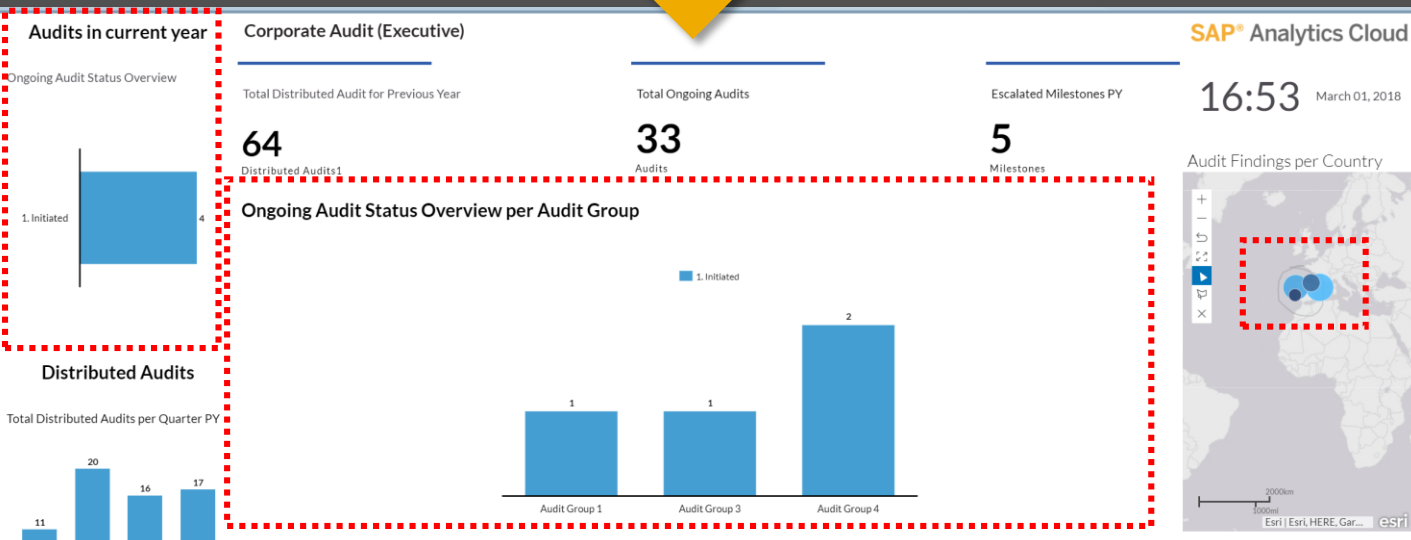 Audits in current year
Ongoing Audit Status Overview
1. Initiated
4
Distributed Audits
Total Distributed Audits per Quarter PY
11
20
16
17
Corporate Audit (Executive)
Total Distributed Audit for Previous Year
64
Distributed Audits1
Total Ongoing Audits
33
Audits
Escalated Milestones PY
5
Milestones
Ongoing Audit Status Overview per Audit Group
1. Initiated
1
1
2
Audit Group 1
Audit Group 3
Audit Group 4
SAP® Analytics Cloud
16:53
March 01, 2018
Audit Findings per Country
2000km
1000mi
Esri | Esri, HERE, Gar...
esri